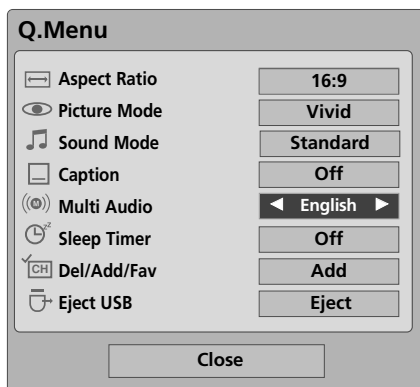 Q.Menu
Aspect Ratio 16:9
Picture Mode Vivid
Sound Mode Standard
Caption Off
Multi Audio ◀ English ▶
Sleep Timer Off
Del/Add/Fav Add
Eject USB Eject
Close